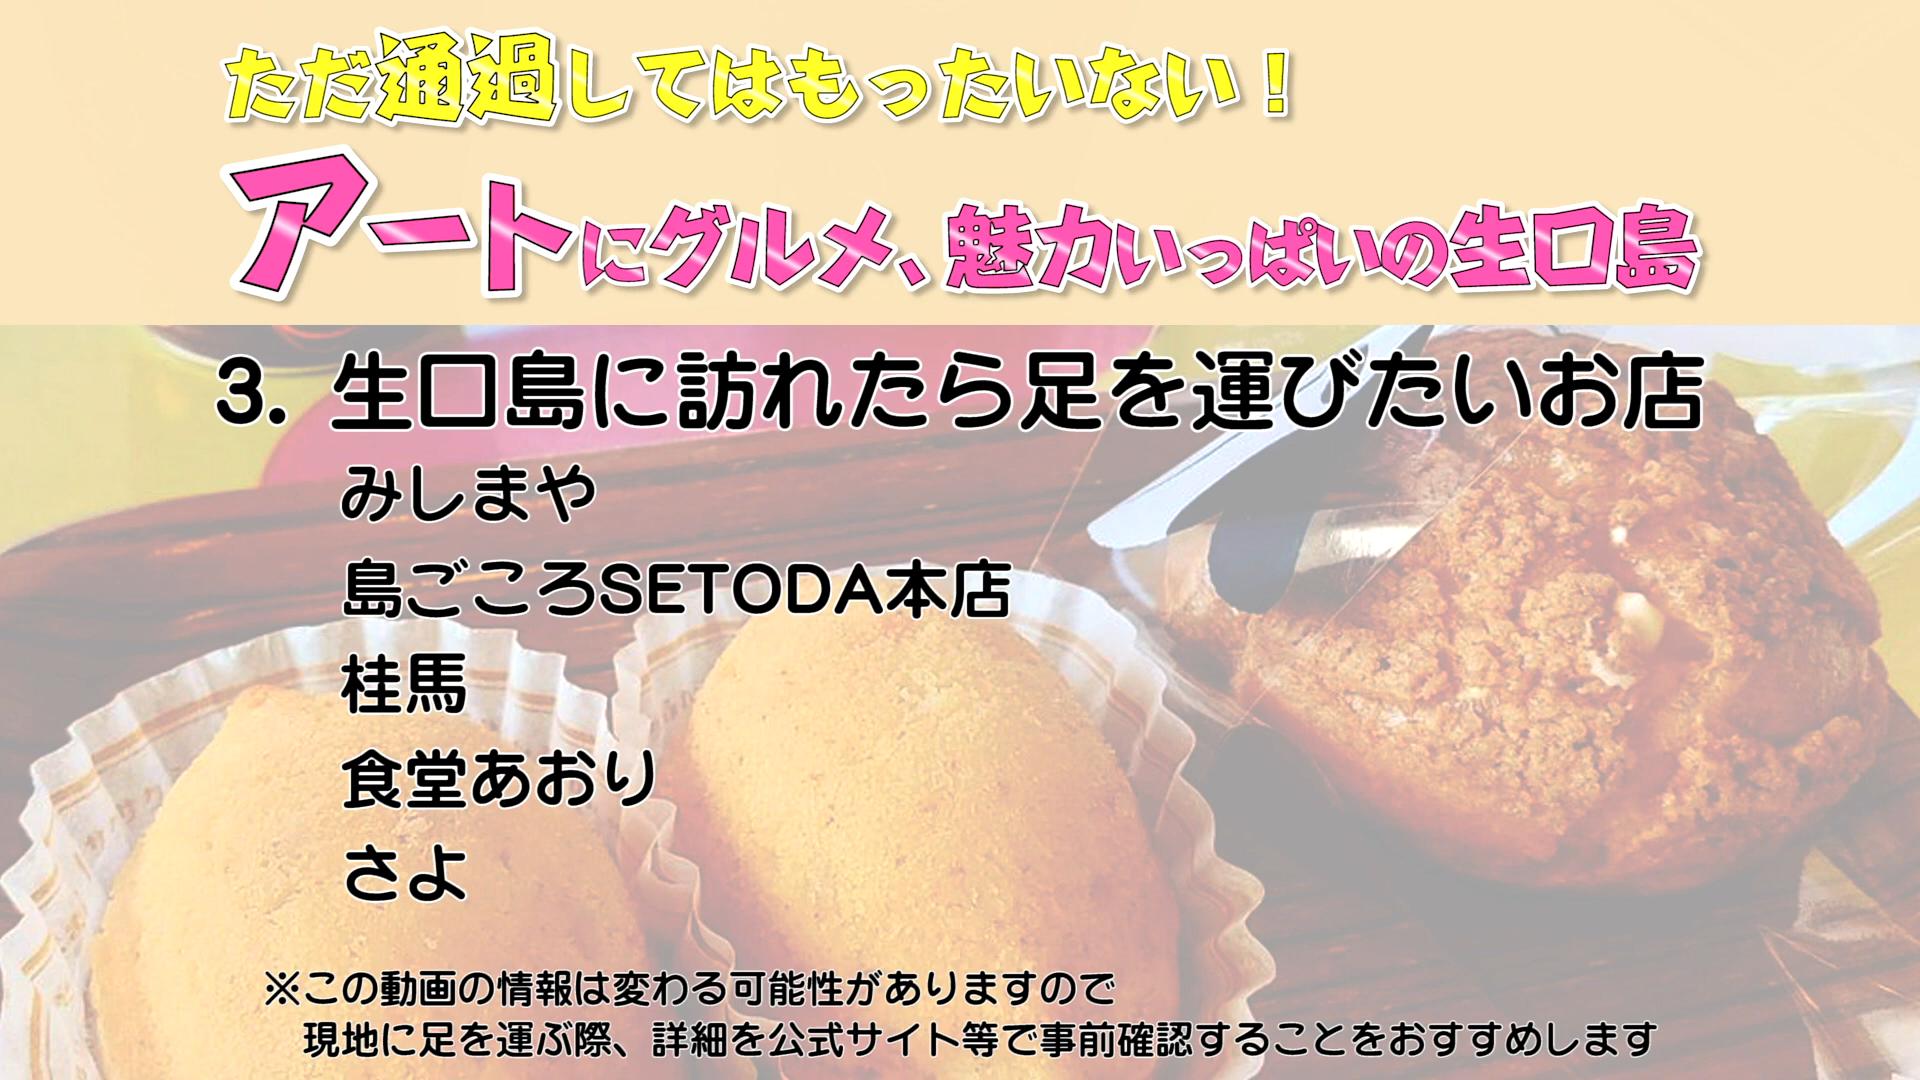 ただ通過してはもったいない！
アートにグルメ、魅力いっぱいの生口島
3. 生口島に訪れたら足を運びたいお店
みしまや
島ごころSETODA本店
桂馬
食堂あおり
さよ
※この動画の情報は変わる可能性がありますので
現地に足を運ぶ際、詳細を公式サイト等で事前確認することをおすすめします